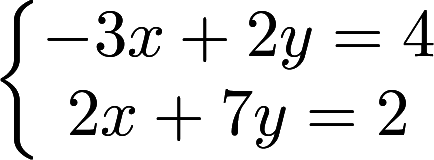 −3x + 2y = 4
2x + 7y = 2